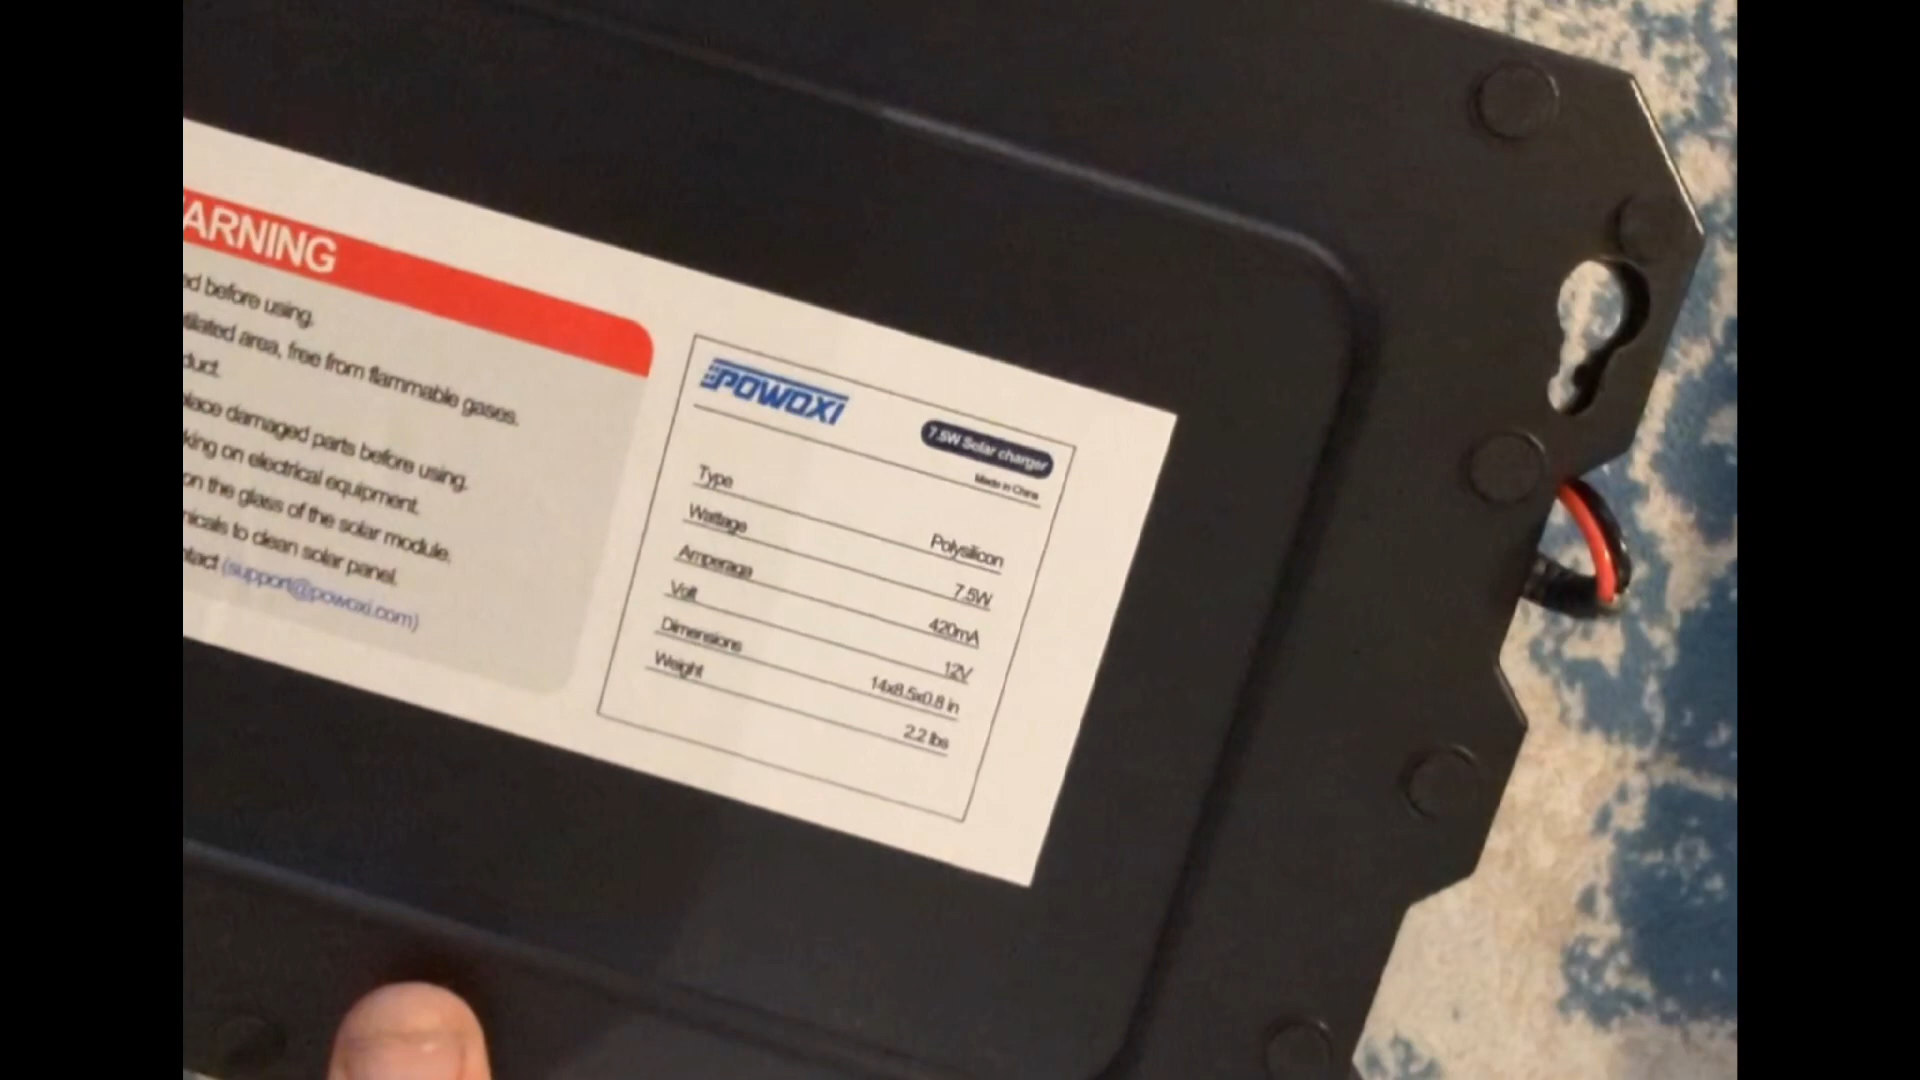 ARNING
ed before using.
tilated area, free from flammable gases.
duct.
place damaged parts before using.
king on electrical equipment.
on the glass of the solar module.
micals to clean solar panel.
ntact (support@powoxi.com)
POWOXI
7.5W Solar charger
Made in China
Type Polysilicon
Wattage 7.5W
Amperaga 420mA
Volt 12V
Dimensions 14x8.5x0.8 in
Weight 2.2 lbs